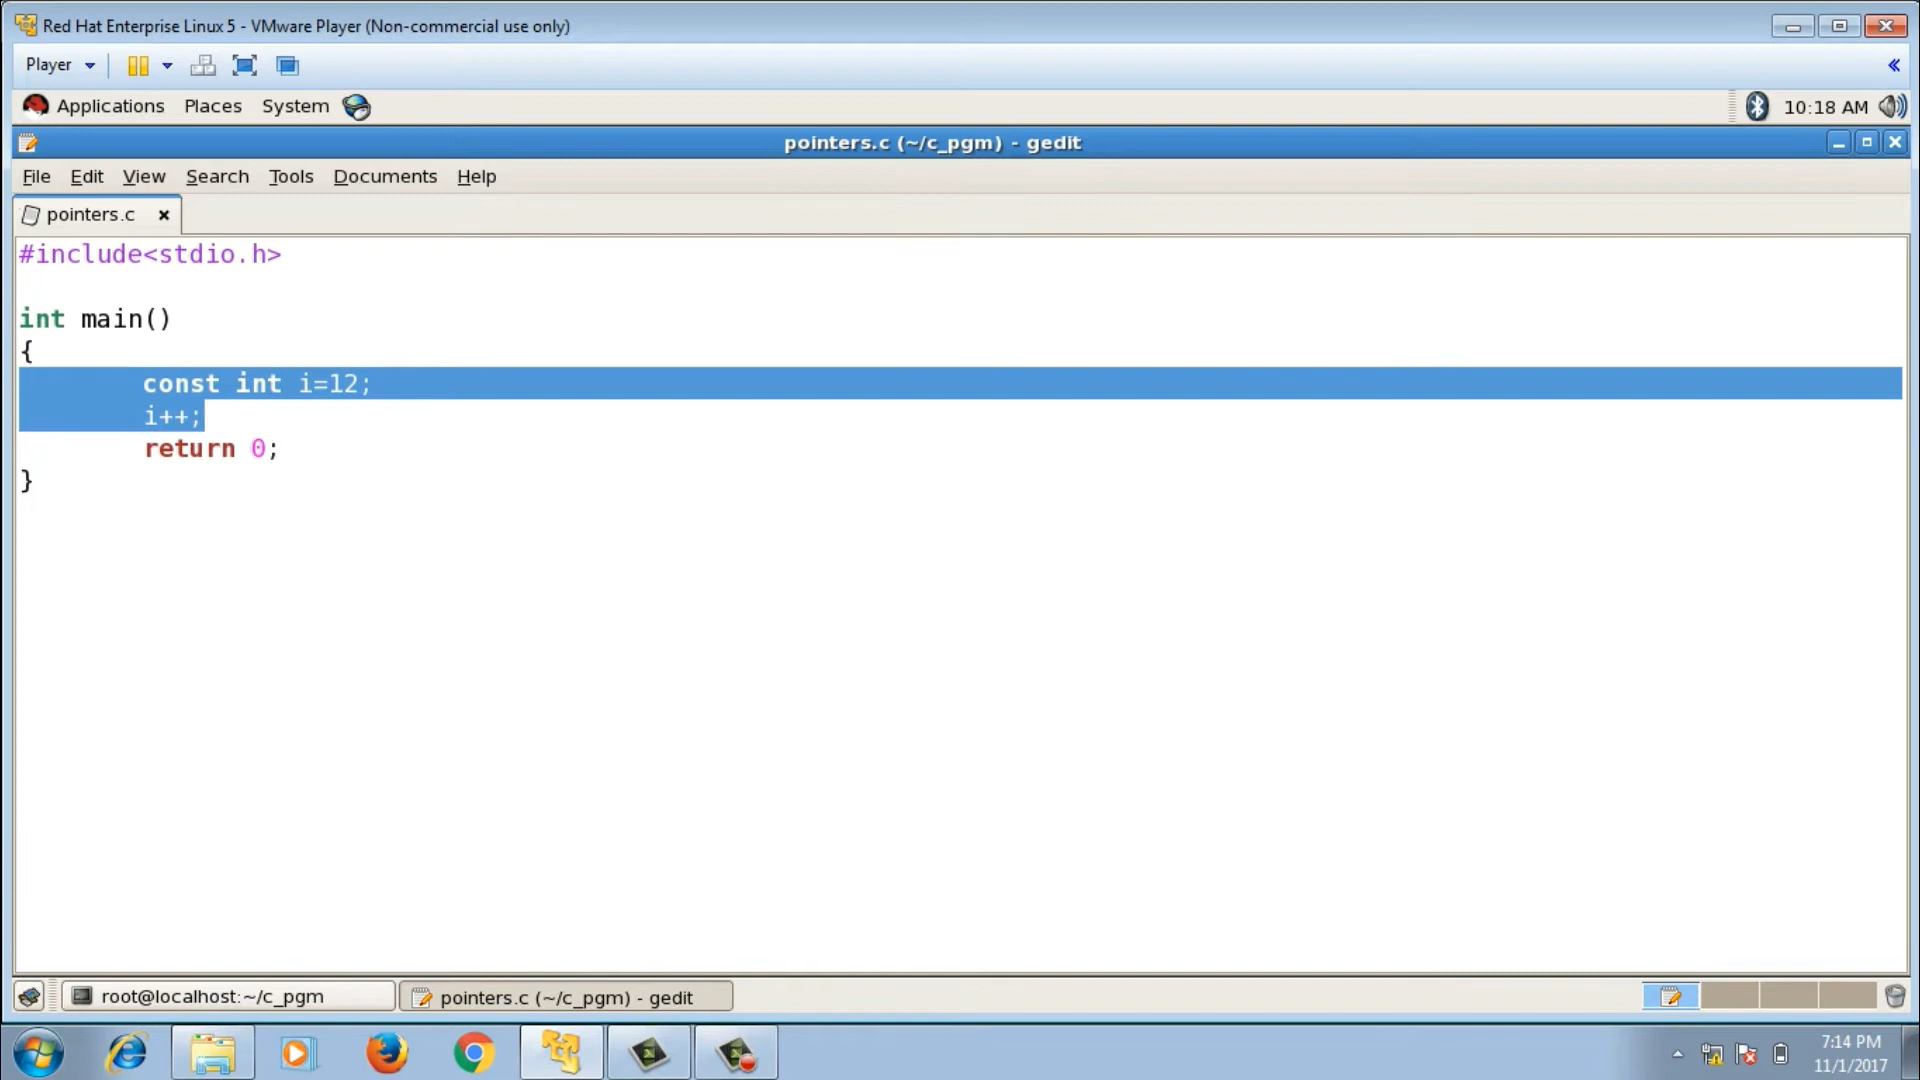 Red Hat Enterprise Linux 5 - VMware Player (Non-commercial use only)
Player
Applications Places System 10:18 AM
pointers.c (~/c_pgm) - gedit
File Edit View Search Tools Documents Help
pointers.c
#include<stdio.h>
int main()
{
const int i=12;
i++;
return 0;
}
root@localhost:~/c_pgm pointers.c (~/c_pgm) - gedit
7:14 PM
11/1/2017